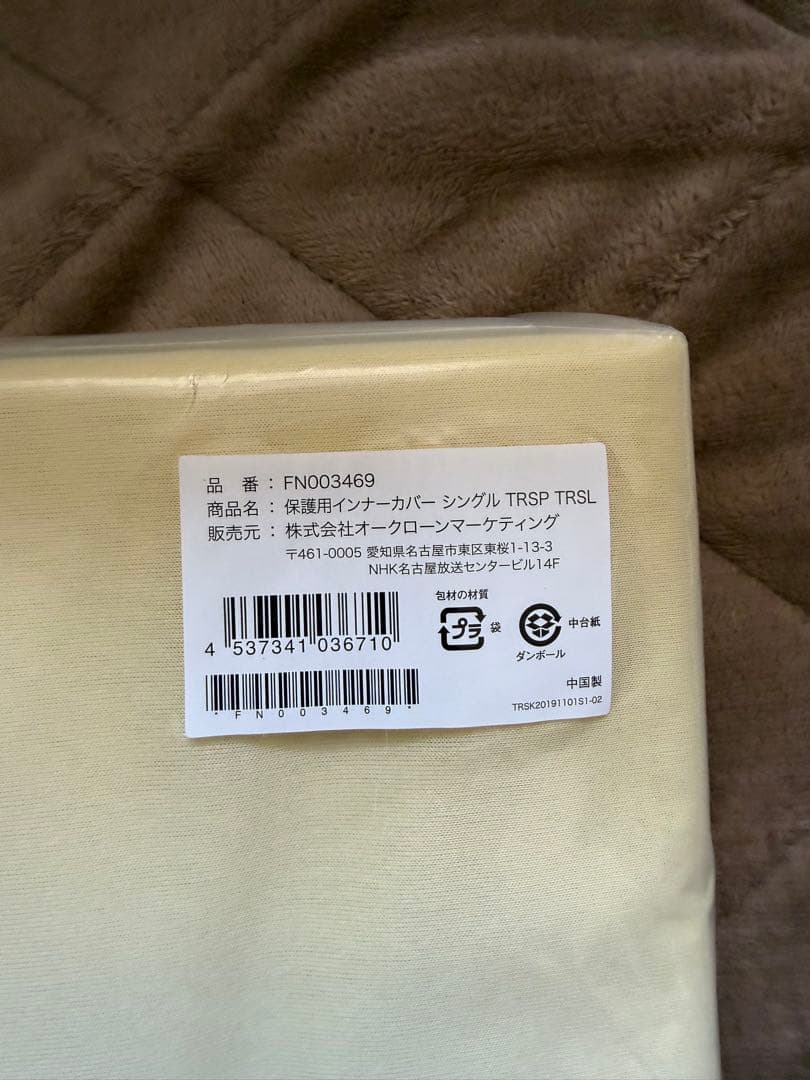 品　番 : FN003469
商品名 : 保護用インナーカバー シングル TRSP TRSL
販売元 : 株式会社オークローンマーケティング
〒461-0005 愛知県名古屋市東区東桜1-13-3
NHK名古屋放送センタービル14F
包材の材質
プラ 袋
中台紙
ダンボール
4 537341 036710
*FN003469*
中国製
TRSK20191101S1-02